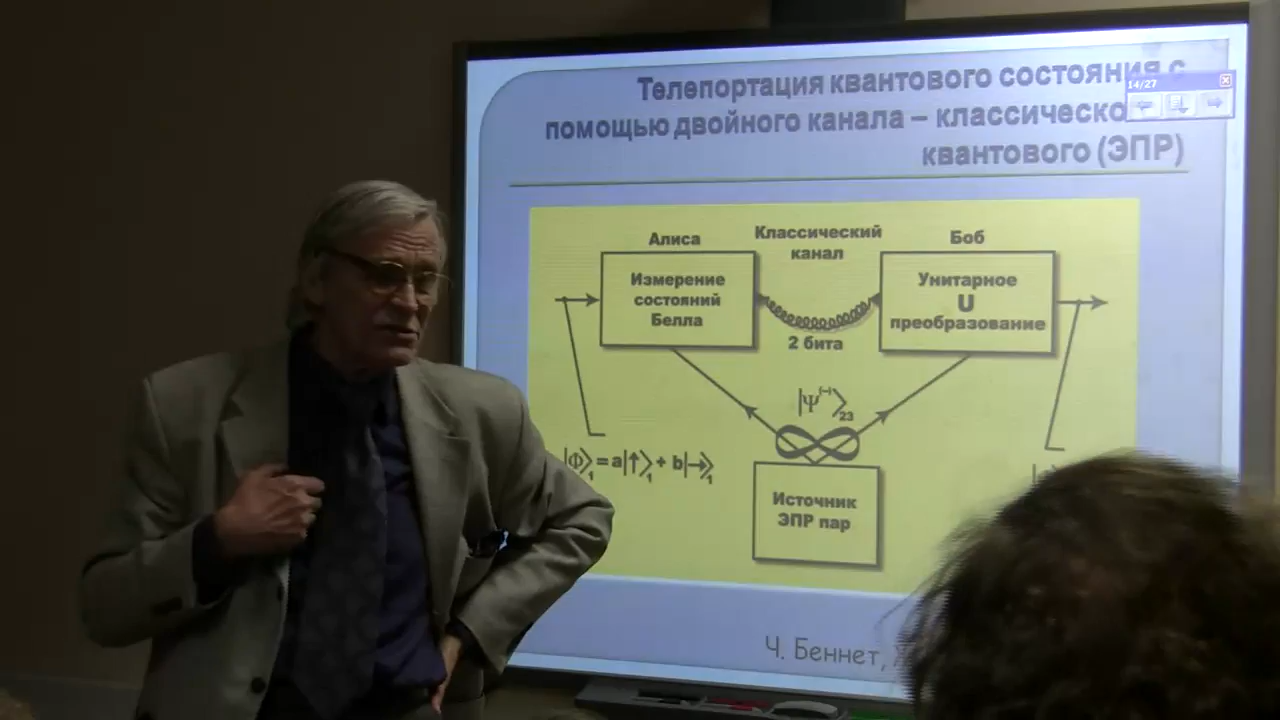 Телепортация квантового состояния с
14/27
помощью двойного канала – классическо
квантового (ЭПР)
Алиса
Классический
канал
Боб
Измерение
состояний
Белла
2 бита
Унитарное
U
преобразование
|Ψ⁽⁻⁾⟩₂₃
|Φ⟩₁ = a|↑⟩₁ + b|→⟩₁
Источник
ЭПР пар
Ч. Беннет,